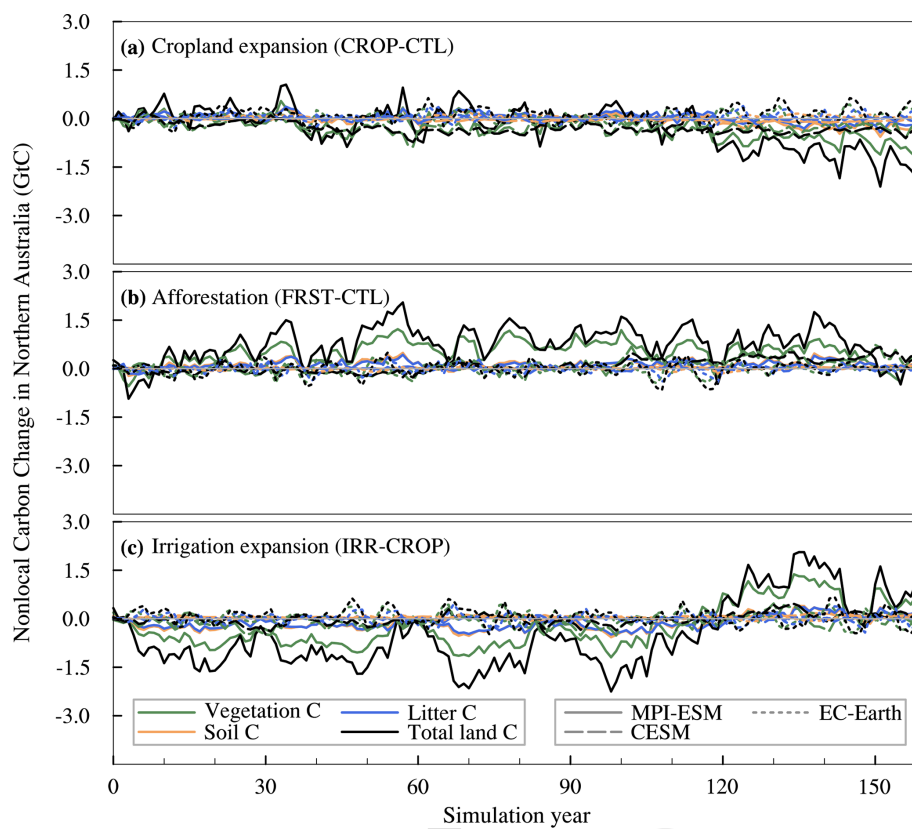 Nonlocal Carbon Change in Northern Australia (GtC)
3.0
(a) Cropland expansion (CROP-CTL)
1.5
0.0
-1.5
-3.0
3.0
(b) Afforestation (FRST-CTL)
1.5
0.0
-1.5
-3.0
3.0
(c) Irrigation expansion (IRR-CROP)
1.5
0.0
-1.5
-3.0
Vegetation C Litter C MPI-ESM EC-Earth
Soil C Total land C CESM
0 30 60 90 120 150
Simulation year